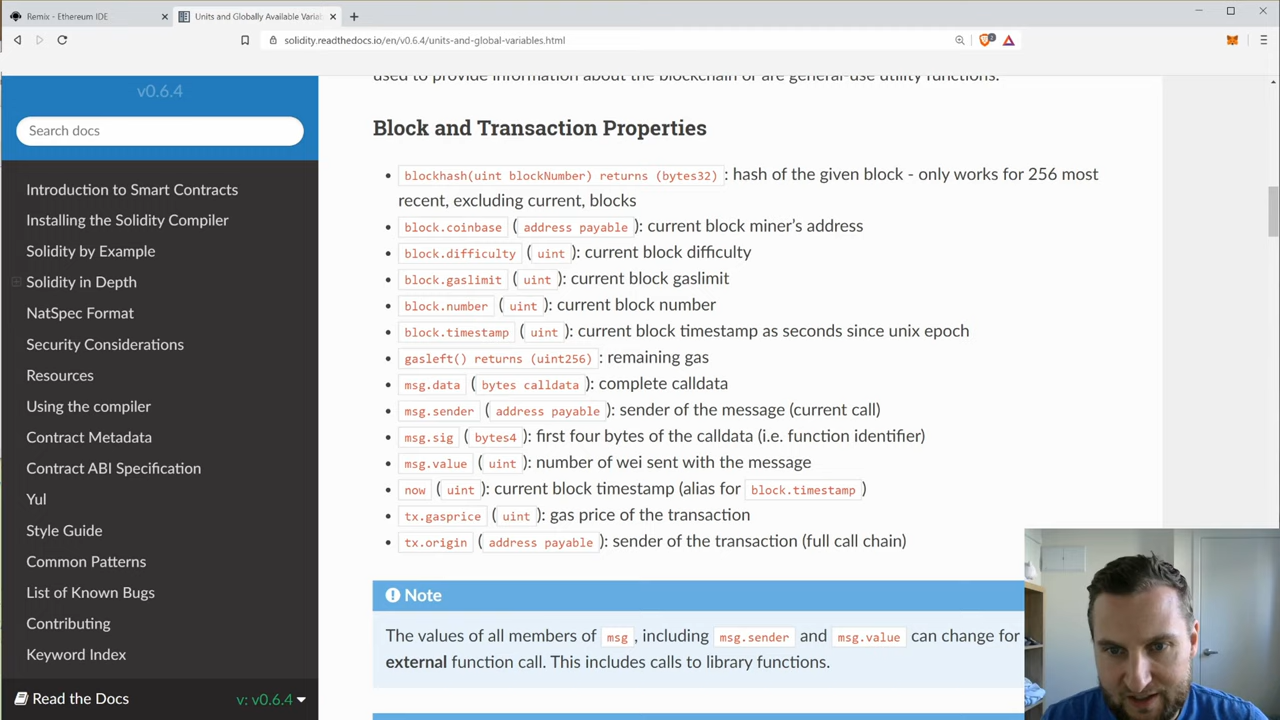 Remix - Ethereum IDE
Units and Globally Available Varia
solidity.readthedocs.io/en/v0.6.4/units-and-global-variables.html
v0.6.4
Search docs
Introduction to Smart Contracts
Installing the Solidity Compiler
Solidity by Example
Solidity in Depth
NatSpec Format
Security Considerations
Resources
Using the compiler
Contract Metadata
Contract ABI Specification
Yul
Style Guide
Common Patterns
List of Known Bugs
Contributing
Keyword Index
Read the Docs v: v0.6.4
used to provide information about the blockchain or are general-use utility functions.
Block and Transaction Properties
blockhash(uint blockNumber) returns (bytes32) : hash of the given block - only works for 256 most
recent, excluding current, blocks
block.coinbase ( address payable ): current block miner’s address
block.difficulty ( uint ): current block difficulty
block.gaslimit ( uint ): current block gaslimit
block.number ( uint ): current block number
block.timestamp ( uint ): current block timestamp as seconds since unix epoch
gasleft() returns (uint256) : remaining gas
msg.data ( bytes calldata ): complete calldata
msg.sender ( address payable ): sender of the message (current call)
msg.sig ( bytes4 ): first four bytes of the calldata (i.e. function identifier)
msg.value ( uint ): number of wei sent with the message
now ( uint ): current block timestamp (alias for block.timestamp )
tx.gasprice ( uint ): gas price of the transaction
tx.origin ( address payable ): sender of the transaction (full call chain)
Note
The values of all members of msg , including msg.sender and msg.value can change for
external function call. This includes calls to library functions.